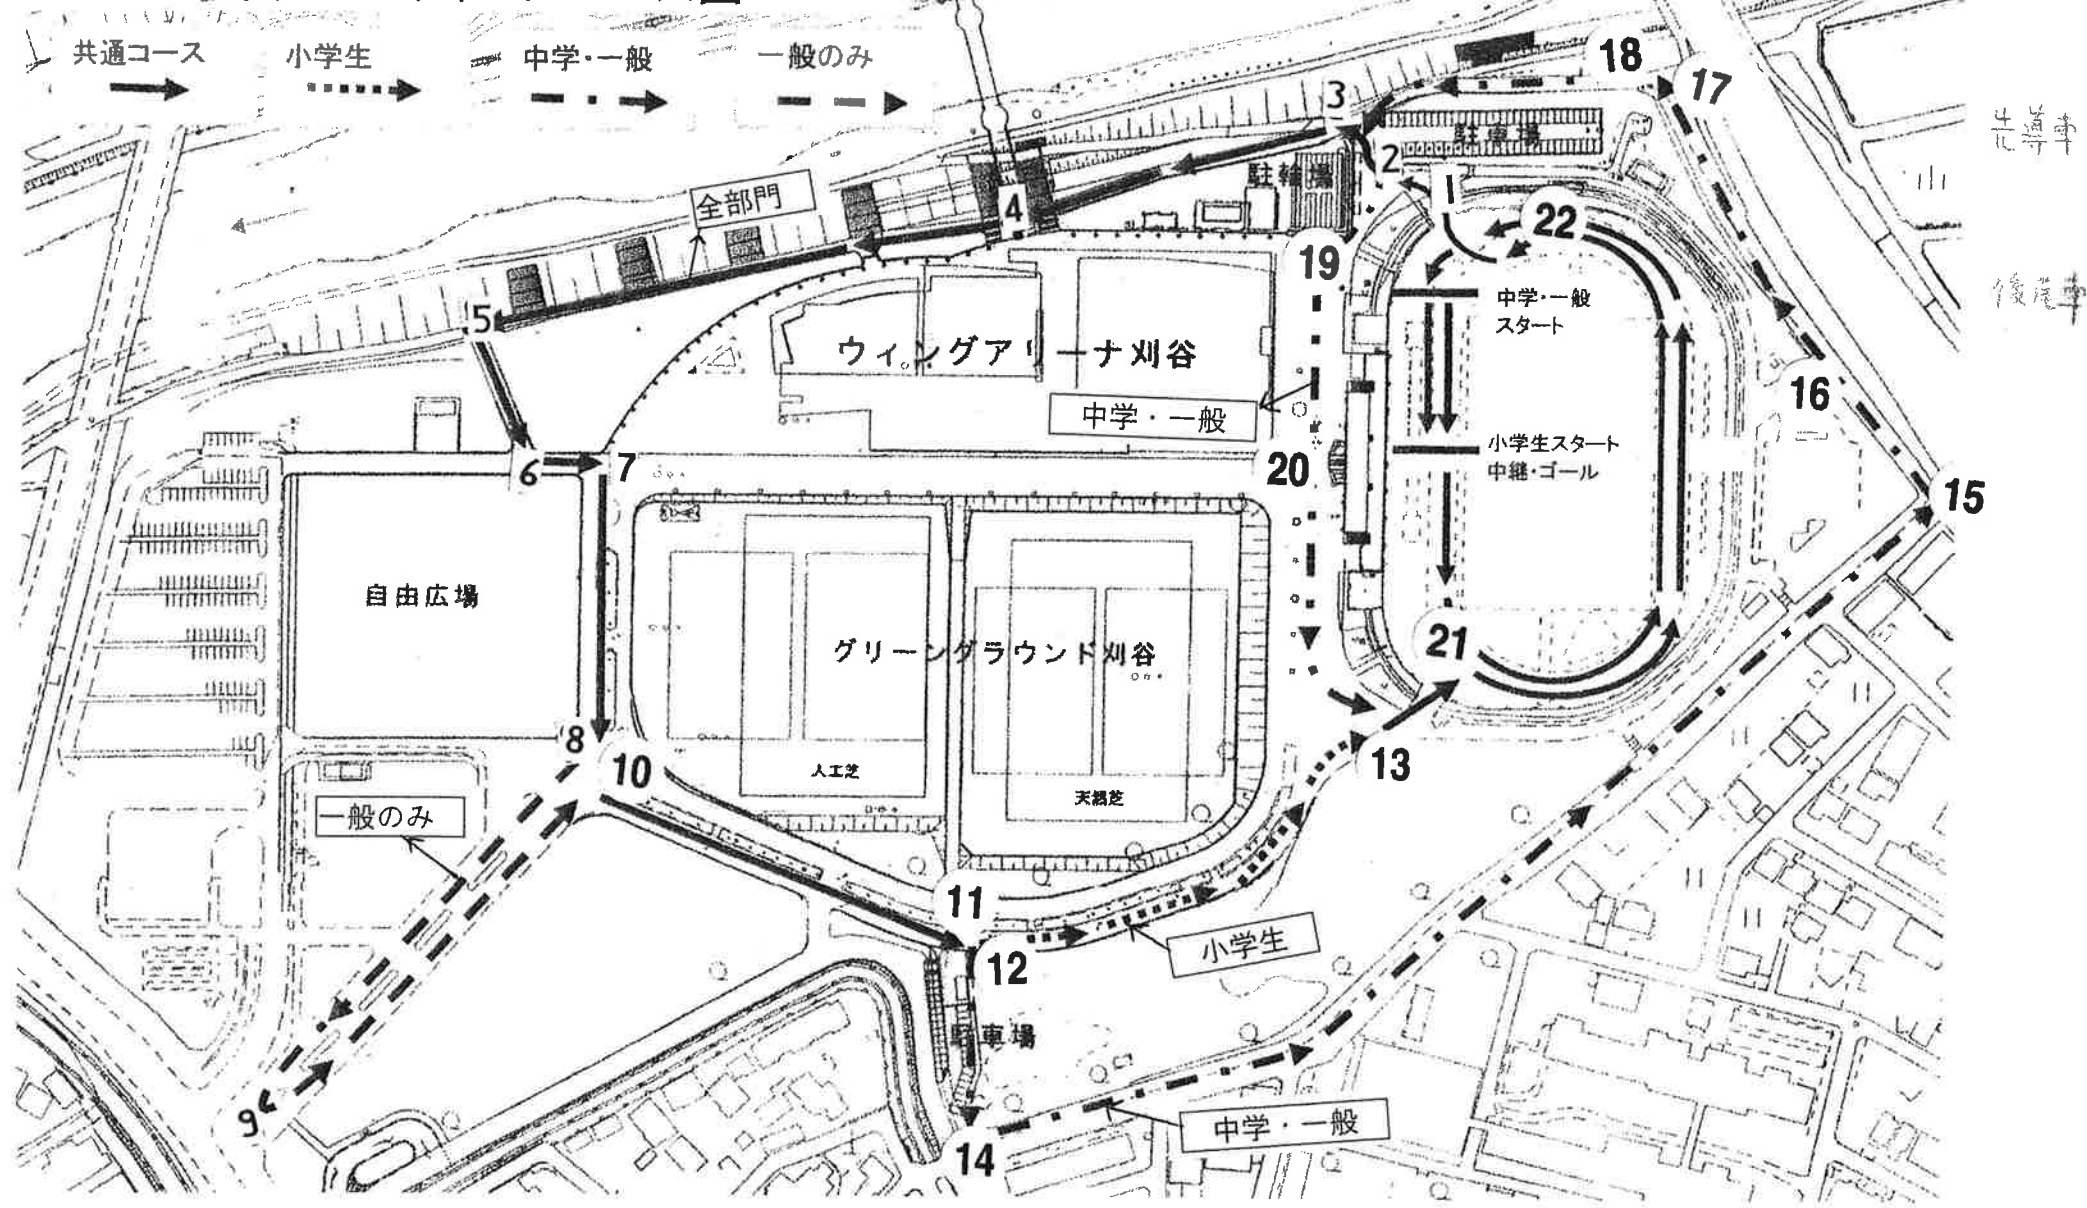 共通コース
小学生
中学・一般
一般のみ
18
17
3
先導車
駐車場
2
駐輪場
1
全部門
4
22
19
後尾車
中学・一般
スタート
5
ウィングアリーナ刈谷
16
中学・一般
小学生スタート
中継・ゴール
6
7
20
15
自由広場
グリーングラウンド刈谷
21
8
10
人工芝
13
天然芝
一般のみ
11
12
小学生
駐車場
9
14
中学・一般